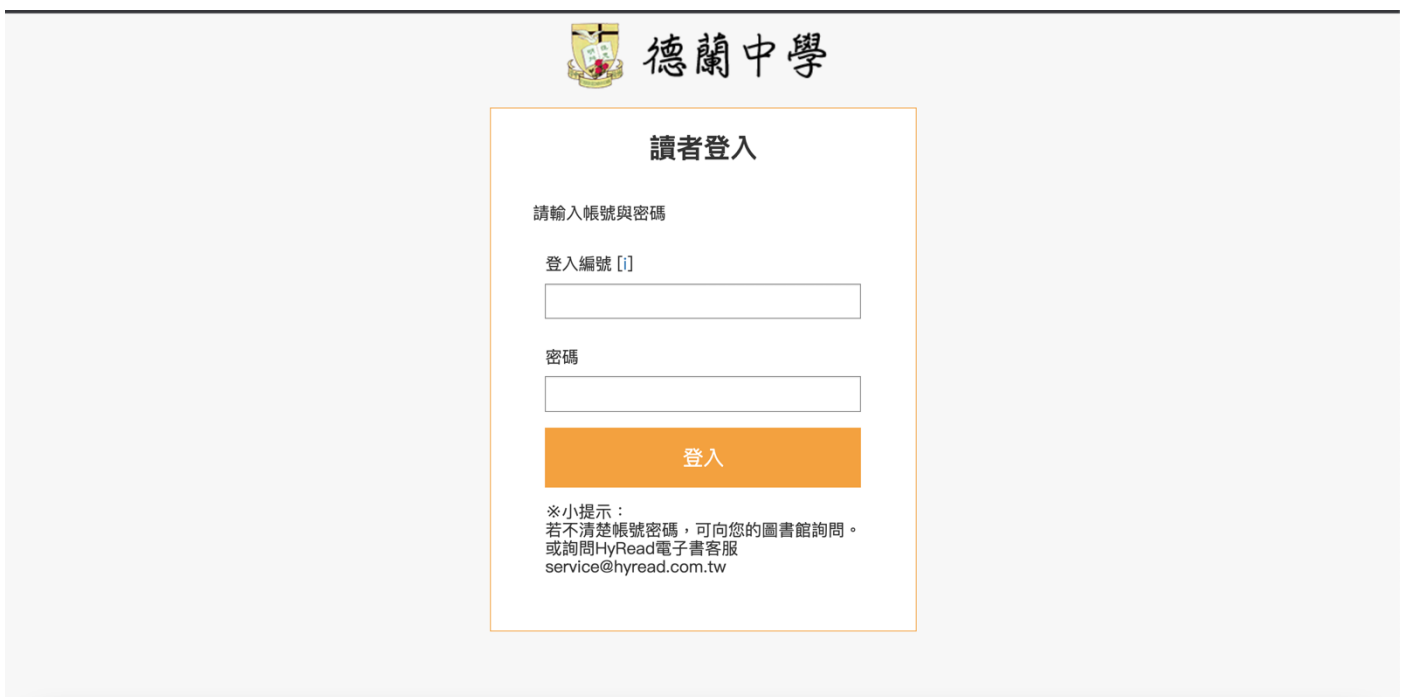 德蘭中學
讀者登入
請輸入帳號與密碼
登入編號 [i]
密碼
登入
※小提示：
若不清楚帳號密碼，可向您的圖書館詢問。
或詢問HyRead電子書客服
service@hyread.com.tw